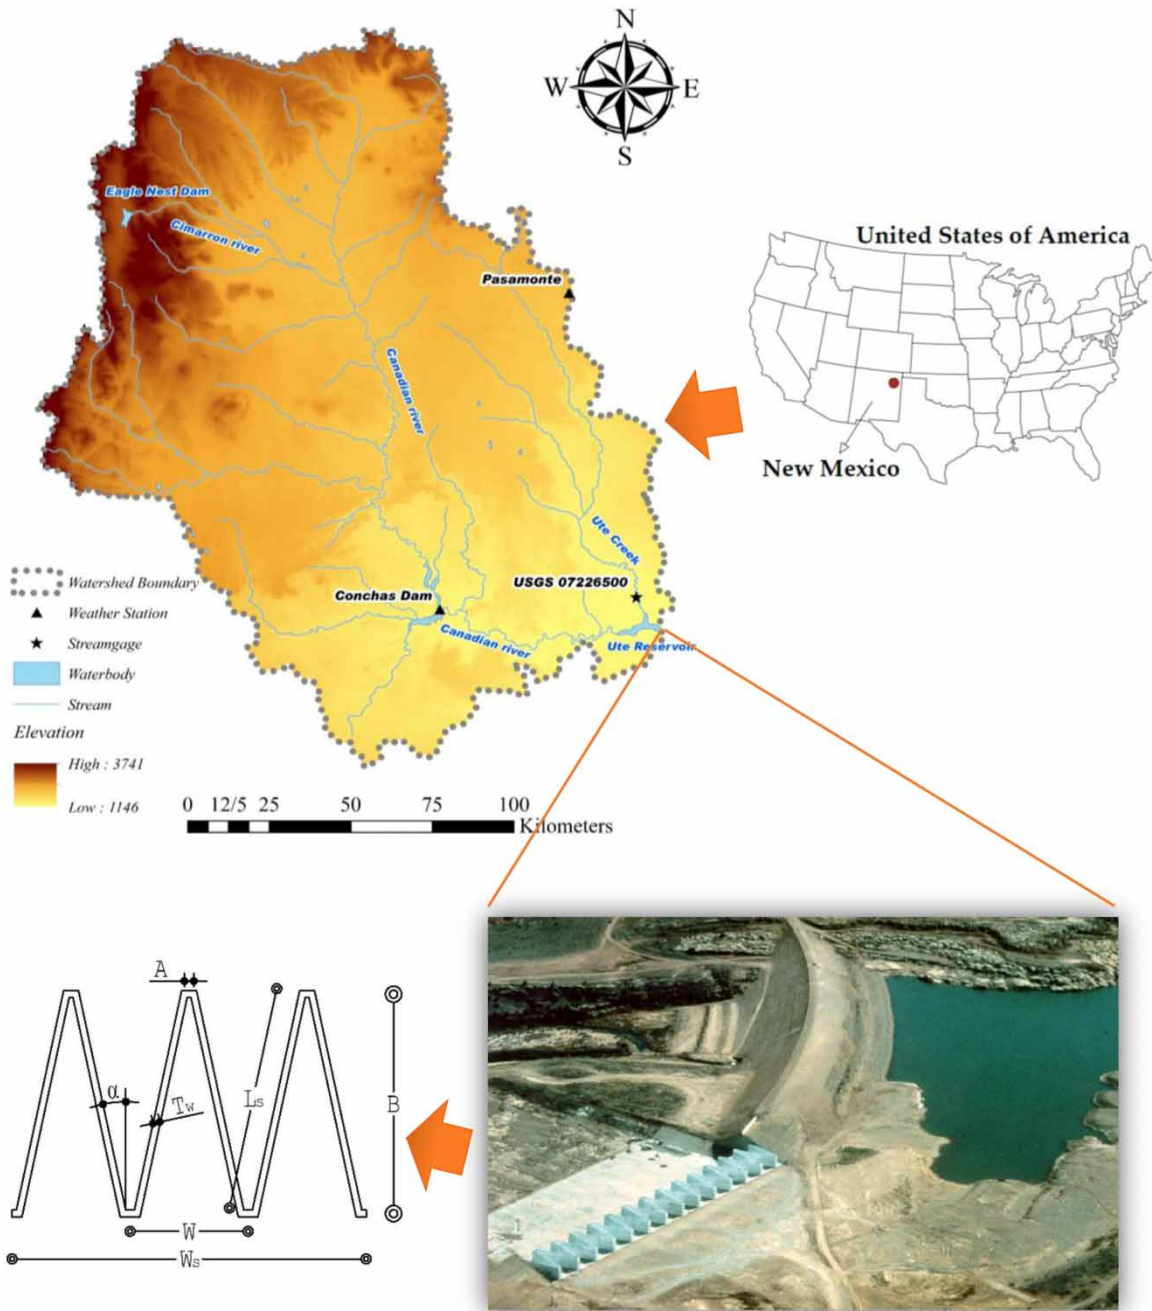 N
W
E
S
Eagle Nest Dam
Cimarron river
Pasamonte
United States of America
Canadian river
New Mexico
Ute Creek
USGS 07226500
Conchas Dam
Canadian river
Ute Reservoir
Watershed Boundary
Weather Station
Streamgage
Waterbody
Stream
Elevation
High : 3741
Low : 1146
0 12/5 25 50 75 100
Kilometers
A
α
Tw
Ls
B
W
Ws